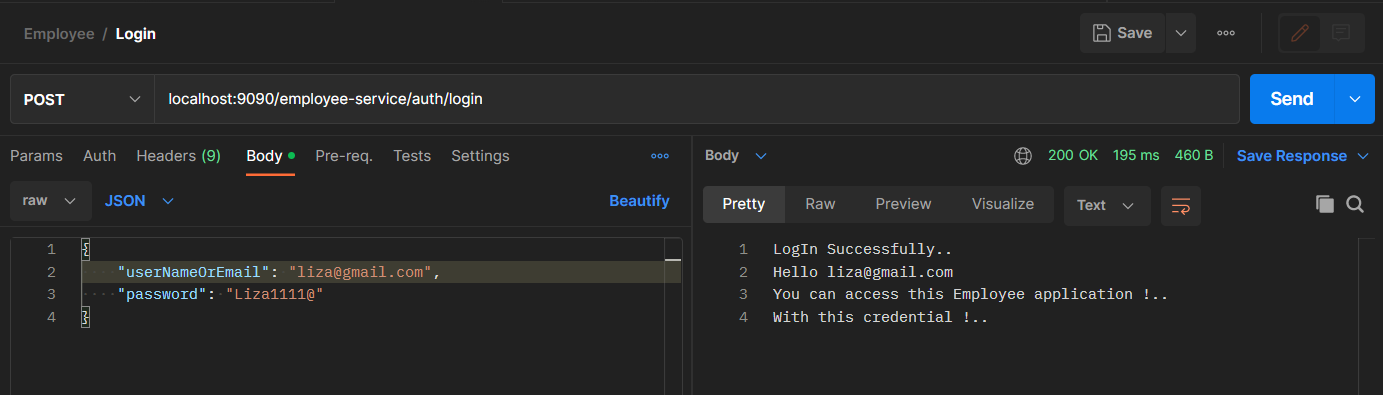 Employee / Login
Save
POST
localhost:9090/employee-service/auth/login
Send
Params Auth Headers (9) Body Pre-req. Tests Settings
raw JSON Beautify
1 {
2 "userNameOrEmail": "liza@gmail.com",
3 "password": "Liza1111@"
4 }
Body 200 OK 195 ms 460 B Save Response
Pretty Raw Preview Visualize Text
1 LogIn Successfully..
2 Hello liza@gmail.com
3 You can access this Employee application !..
4 With this credential !..